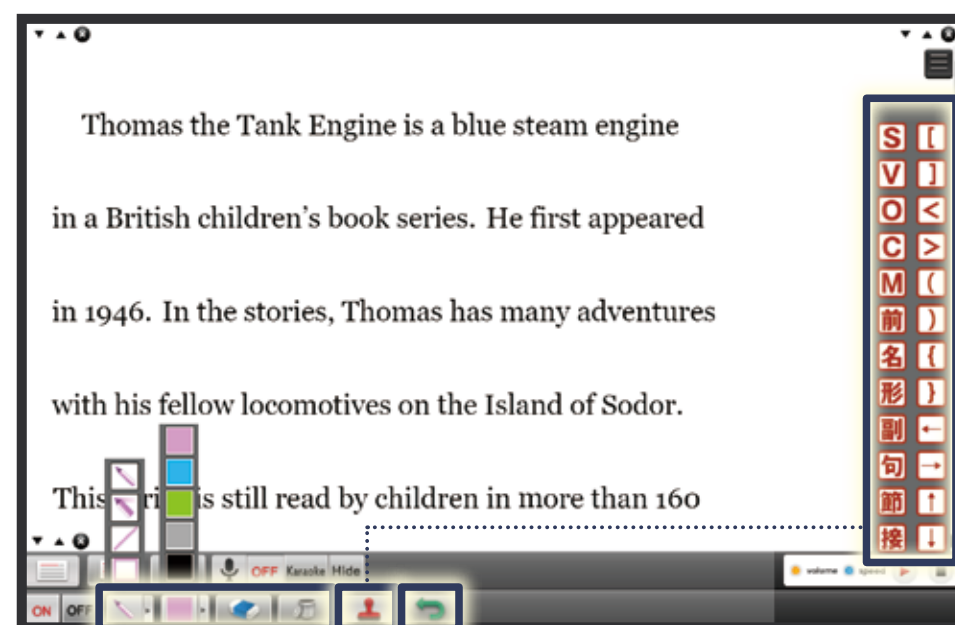 Thomas the Tank Engine is a blue steam engine
in a British children's book series. He first appeared
in 1946. In the stories, Thomas has many adventures
with his fellow locomotives on the Island of Sodor.
This is still read by children in more than 160
S [
V ]
O <
C >
M (
前 )
名 {
形 }
副 ←
句 →
節 ↑
接 ↓
OFF Karaoke Hide
volume speed
ON OFF